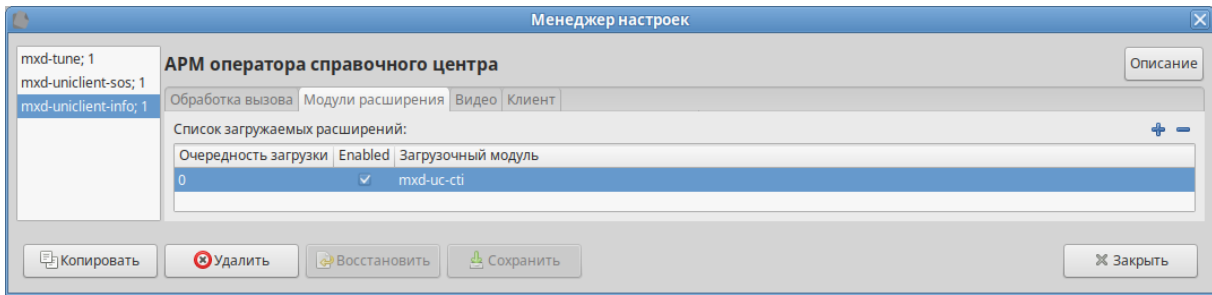 Менеджер настроек
mxd-tune; 1
mxd-uniclient-sos; 1
mxd-uniclient-info; 1
АРМ оператора справочного центра
Описание
Обработка вызова Модули расширения Видео Клиент
Список загружаемых расширений:
Очередность загрузки Enabled Загрузочный модуль
0 mxd-uc-cti
Копировать Удалить Восстановить Сохранить Закрыть